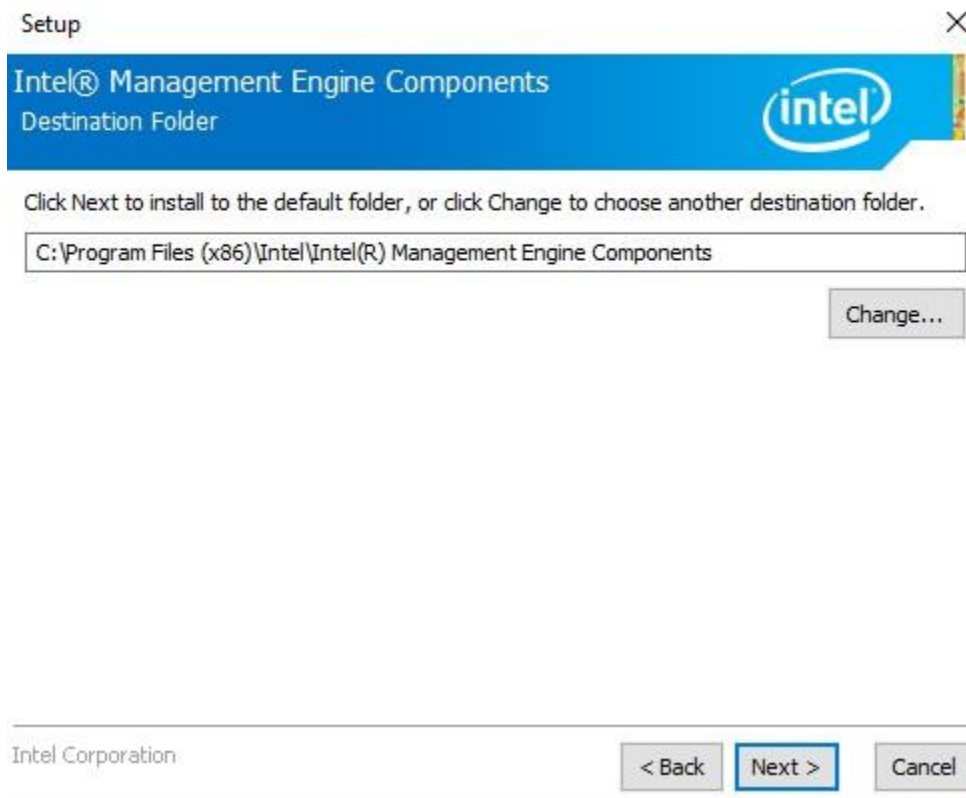 Setup
Intel® Management Engine Components
Destination Folder
intel
Click Next to install to the default folder, or click Change to choose another destination folder.
C:\Program Files (x86)\Intel\Intel(R) Management Engine Components
Change...
Intel Corporation
< Back
Next >
Cancel